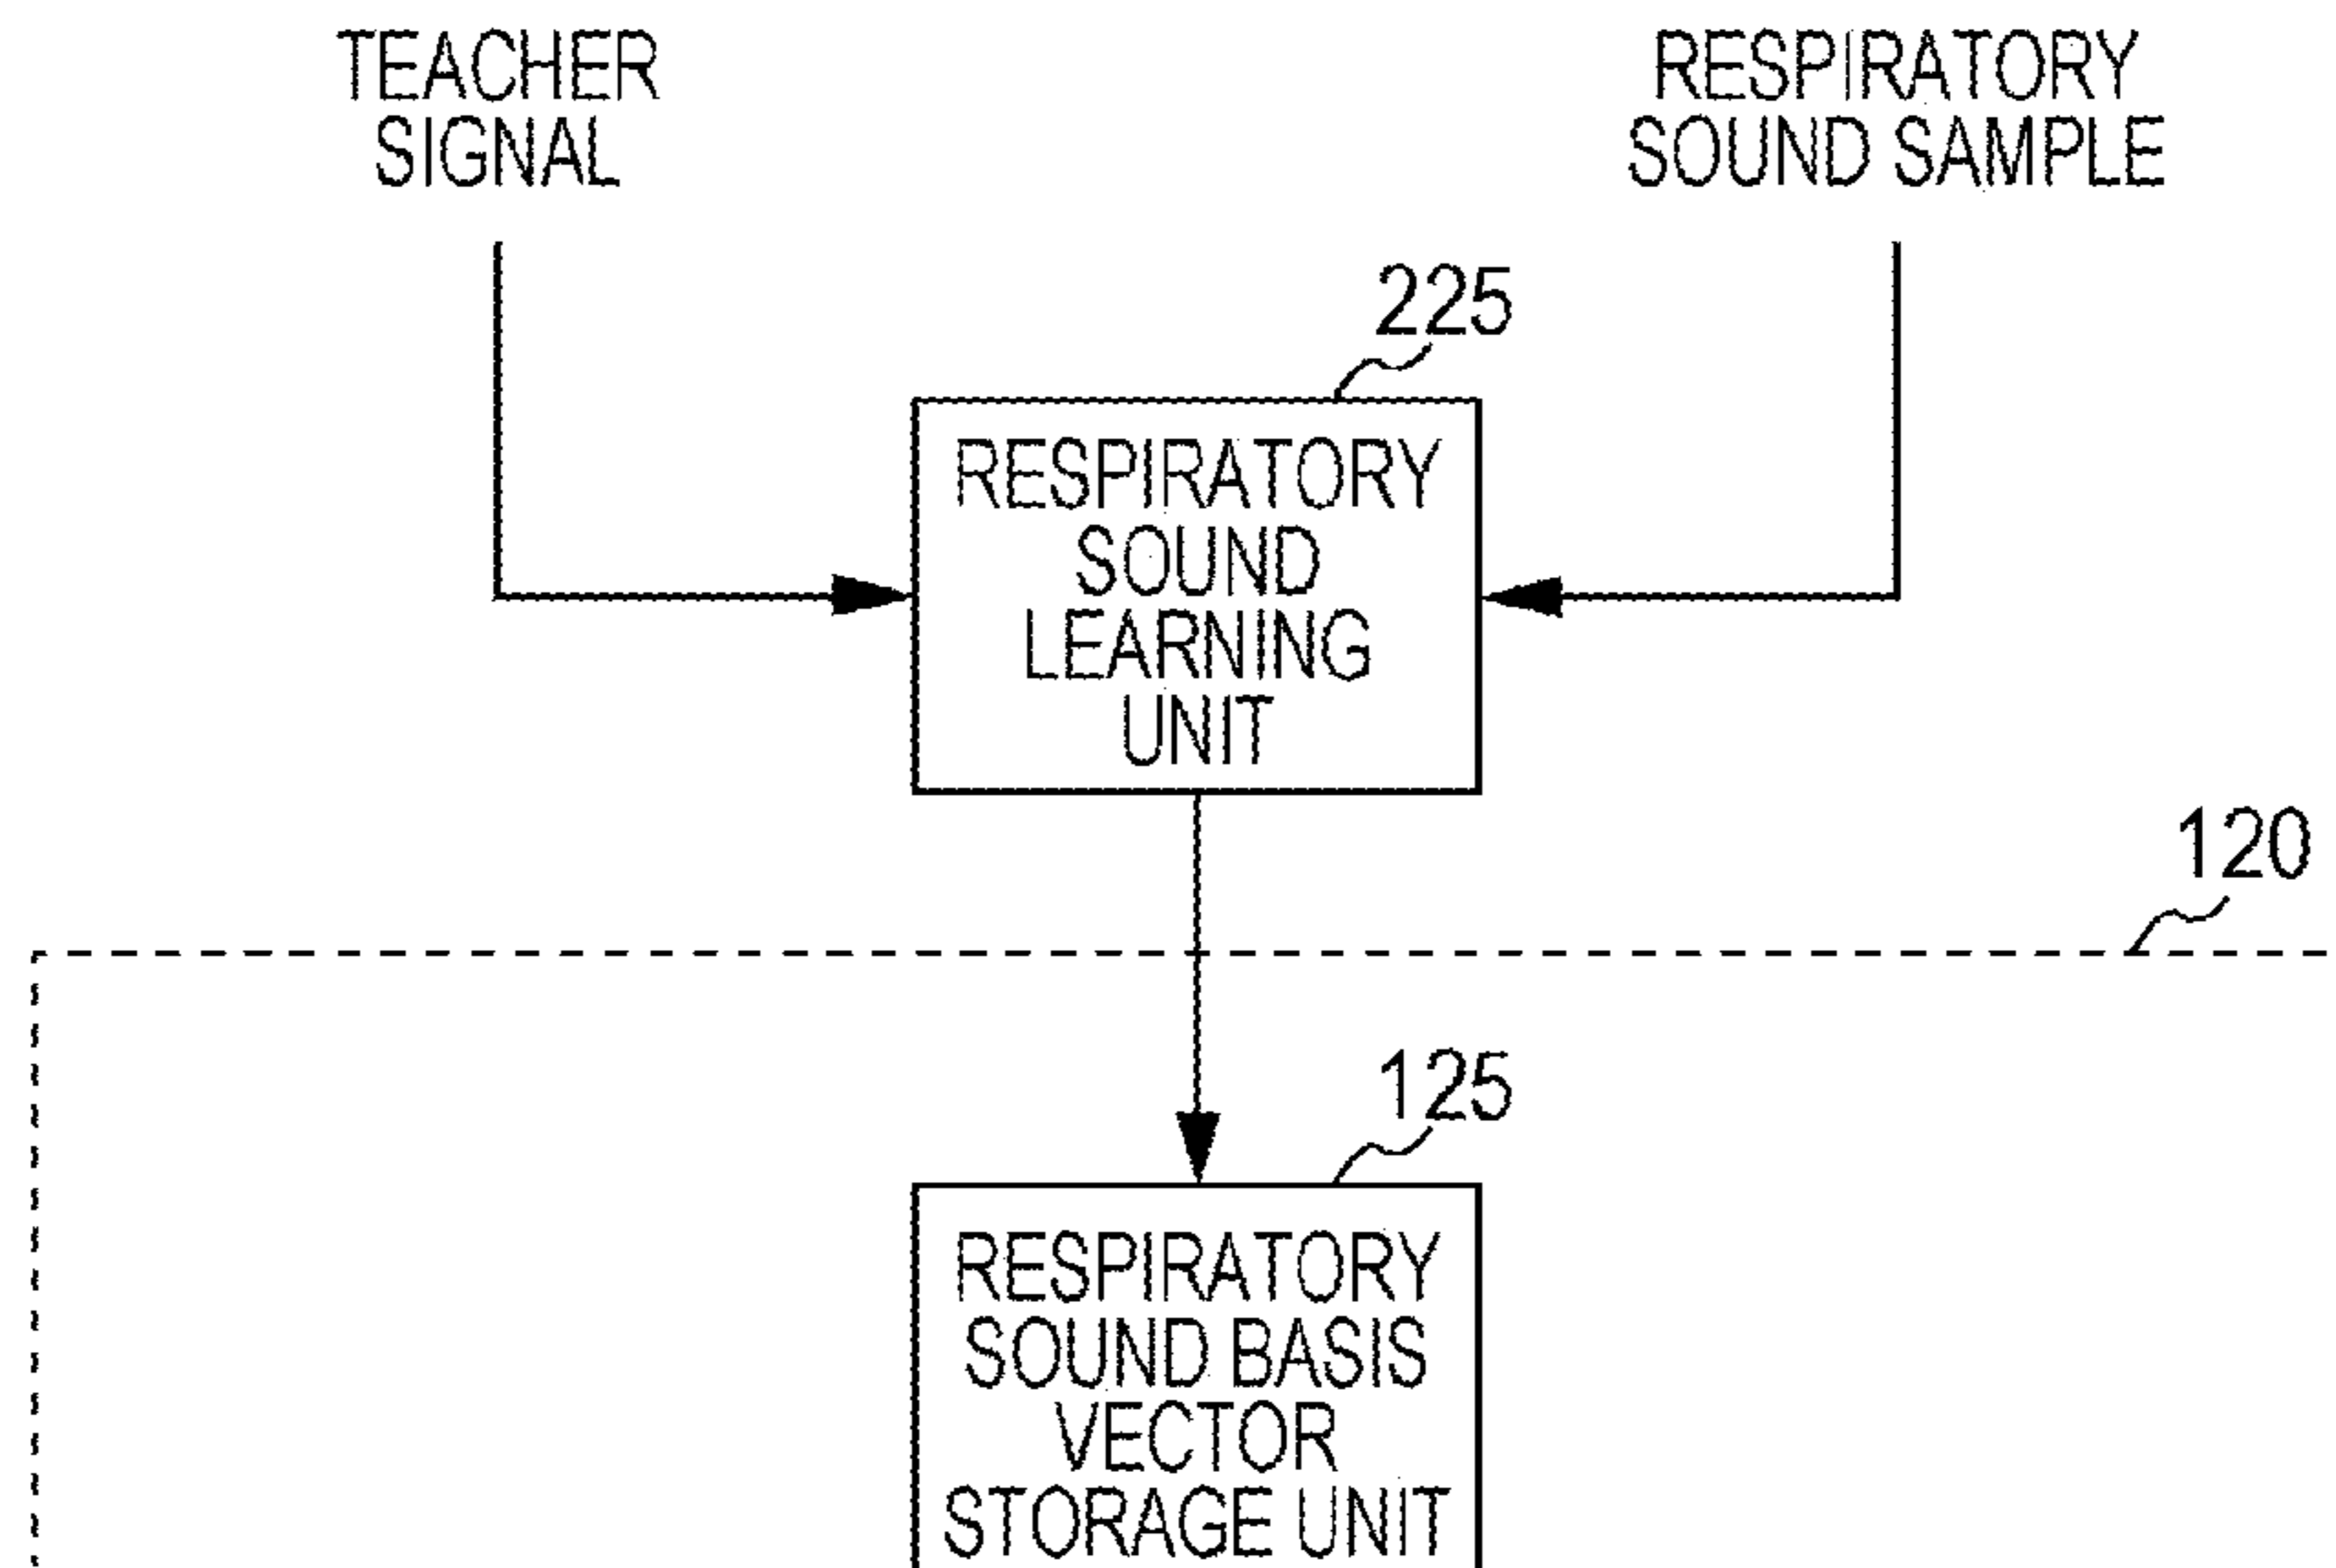 TEACHER
SIGNAL
RESPIRATORY
SOUND SAMPLE
225
RESPIRATORY
SOUND
LEARNING
UNIT
120
125
RESPIRATORY
SOUND BASIS
VECTOR
STORAGE UNIT